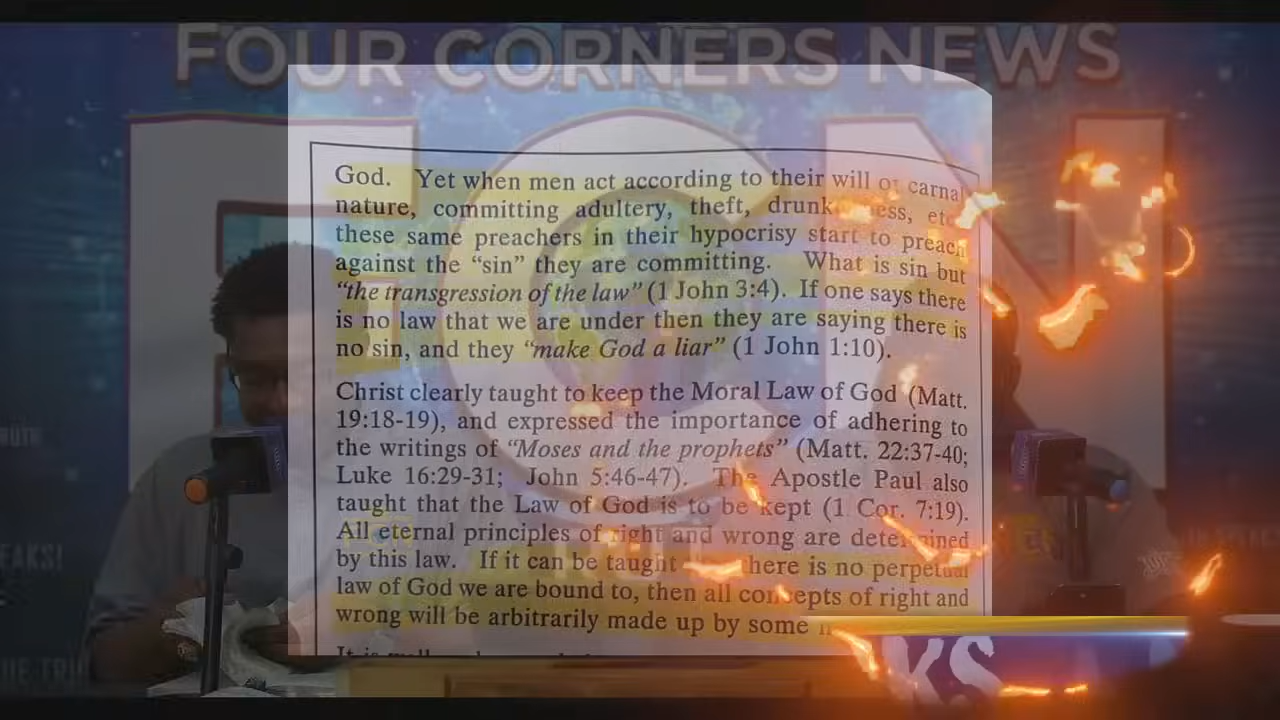 FOUR CORNERS NEWS
God. Yet when men act according to their will or carnal
nature, committing adultery, theft, drunkenness, etc
these same preachers in their hypocrisy start to preach
against the “sin” they are committing. What is sin but
“the transgression of the law” (1 John 3:4). If one says there
is no law that we are under then they are saying there is
no sin, and they “make God a liar” (1 John 1:10).
Christ clearly taught to keep the Moral Law of God (Matt.
19:18-19), and expressed the importance of adhering to
the writings of “Moses and the prophets” (Matt. 22:37-40;
Luke 16:29-31; John 5:46-47). The Apostle Paul also
taught that the Law of God is to be kept (1 Cor. 7:19).
All eternal principles of right and wrong are determined
by this law. If it can be taught there is no perpetual
law of God we are bound to, then all concepts of right and
wrong will be arbitrarily made up by some